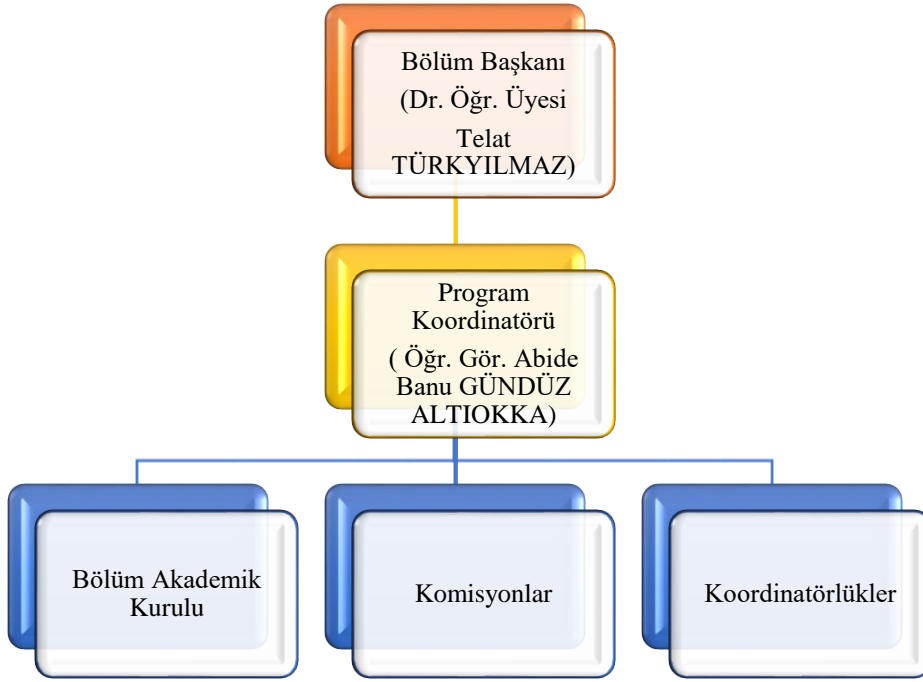 Bölüm Başkanı
(Dr. Öğr. Üyesi
Telat
TÜRKYILMAZ)
Program
Koordinatörü
( Öğr. Gör. Abide
Banu GÜNDÜZ
ALTIOKKA)
Bölüm Akademik
Kurulu
Komisyonlar
Koordinatörlükler